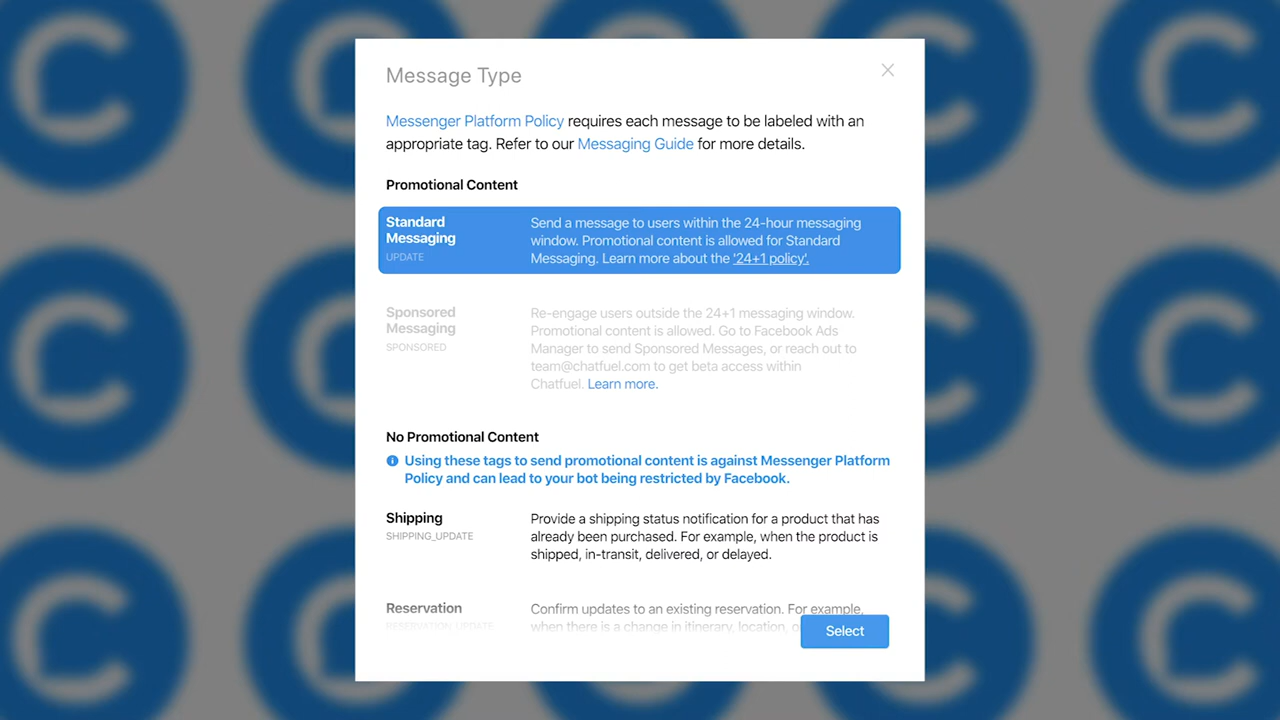 Message Type
Messenger Platform Policy requires each message to be labeled with an
appropriate tag. Refer to our Messaging Guide for more details.
Promotional Content
Standard
Messaging
UPDATE
Send a message to users within the 24-hour messaging
window. Promotional content is allowed for Standard
Messaging. Learn more about the '24+1 policy'.
Sponsored
Messaging
SPONSORED
Re-engage users outside the 24+1 messaging window.
Promotional content is allowed. Go to Facebook Ads
Manager to send Sponsored Messages, or reach out to
team@chatfuel.com to get beta access within
Chatfuel. Learn more.
No Promotional Content
Using these tags to send promotional content is against Messenger Platform
Policy and can lead to your bot being restricted by Facebook.
Shipping
SHIPPING_UPDATE
Provide a shipping status notification for a product that has
already been purchased. For example, when the product is
shipped, in-transit, delivered, or delayed.
Reservation
RESERVATION_UPDATE
Confirm updates to an existing reservation. For example,
when there is a change in itinerary, location,
Select